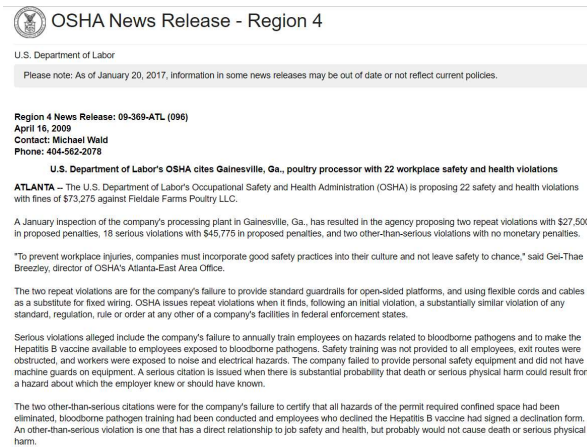 OSHA News Release - Region 4
U.S. Department of Labor
Please note: As of January 20, 2017, information in some news releases may be out of date or not reflect current policies.
Region 4 News Release: 09-369-ATL (096)
April 16, 2009
Contact: Michael Wald
Phone: 404-562-2078
U.S. Department of Labor's OSHA cites Gainesville, Ga., poultry processor with 22 workplace safety and health violations
ATLANTA -- The U.S. Department of Labor's Occupational Safety and Health Administration (OSHA) is proposing 22 safety and health violations
with fines of $73,275 against Fieldale Farms Poultry LLC.
A January inspection of the company's processing plant in Gainesville, Ga., has resulted in the agency proposing two repeat violations with $27,500
in proposed penalties, 18 serious violations with $45,775 in proposed penalties, and two other-than-serious violations with no monetary penalties.
"To prevent workplace injuries, companies must incorporate good safety practices into their culture and not leave safety to chance," said Gei-Thae
Breezley, director of OSHA's Atlanta-East Area Office.
The two repeat violations are for the company's failure to provide standard guardrails for open-sided platforms, and using flexible cords and cables
as a substitute for fixed wiring. OSHA issues repeat violations when it finds, following an initial violation, a substantially similar violation of any
standard, regulation, rule or order at any other of a company's facilities in federal enforcement states.
Serious violations alleged include the company's failure to annually train employees on hazards related to bloodborne pathogens and to make the
Hepatitis B vaccine available to employees exposed to bloodborne pathogens. Safety training was not provided to all employees, exit routes were
obstructed, and workers were exposed to noise and electrical hazards. The company failed to provide personal safety equipment and did not have
machine guards on equipment. A serious citation is issued when there is substantial probability that death or serious physical harm could result from
a hazard about which the employer knew or should have known.
The two other-than-serious citations were for the company's failure to certify that all hazards of the permit required confined space had been
eliminated, bloodborne pathogen training had been conducted and employees who declined the Hepatitis B vaccine had signed a declination form.
An other-than-serious violation is one that has a direct relationship to job safety and health, but probably would not cause death or serious physical
harm.